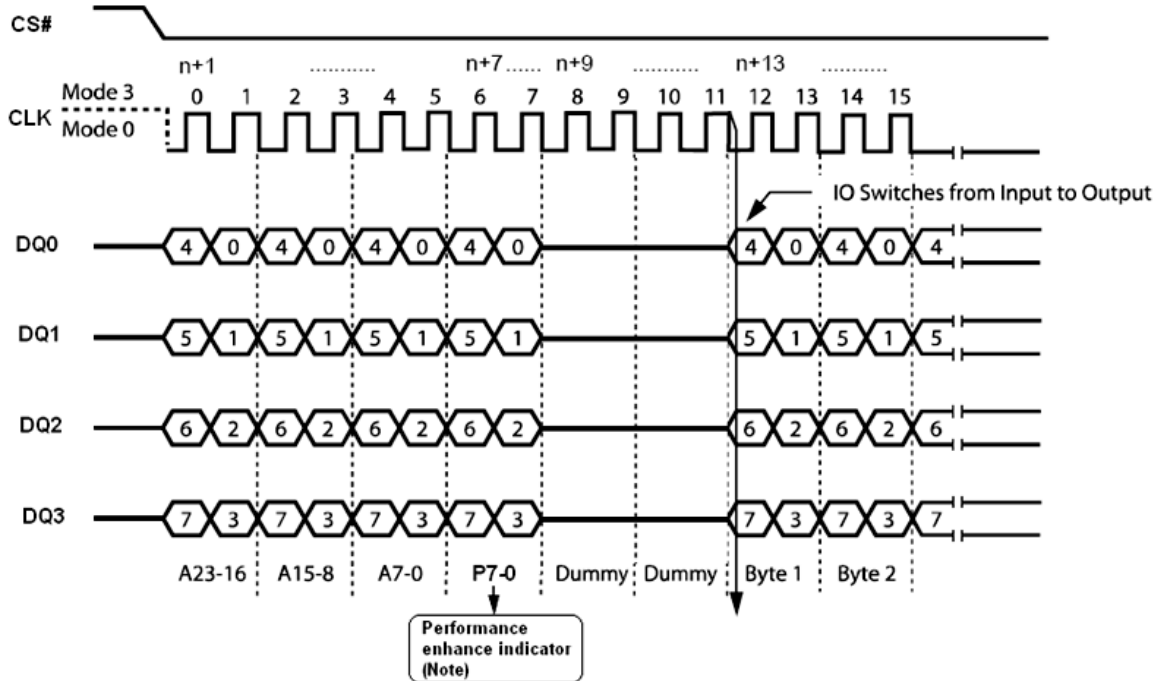 CS#
n+1 ............ n+7 ...... n+9 ............ n+13 ............
Mode 3
CLK
Mode 0
0 1 2 3 4 5 6 7 8 9 10 11 12 13 14 15
IO Switches from Input to Output
DQ0 4 0 4 0 4 0 4 0 4 0 4 0 4
DQ1 5 1 5 1 5 1 5 1 5 1 5 1 5
DQ2 6 2 6 2 6 2 6 2 6 2 6 2 6
DQ3 7 3 7 3 7 3 7 3 7 3 7 3 7
A23-16 A15-8 A7-0 P7-0 Dummy Dummy Byte 1 Byte 2
Performance
enhance indicator
(Note)